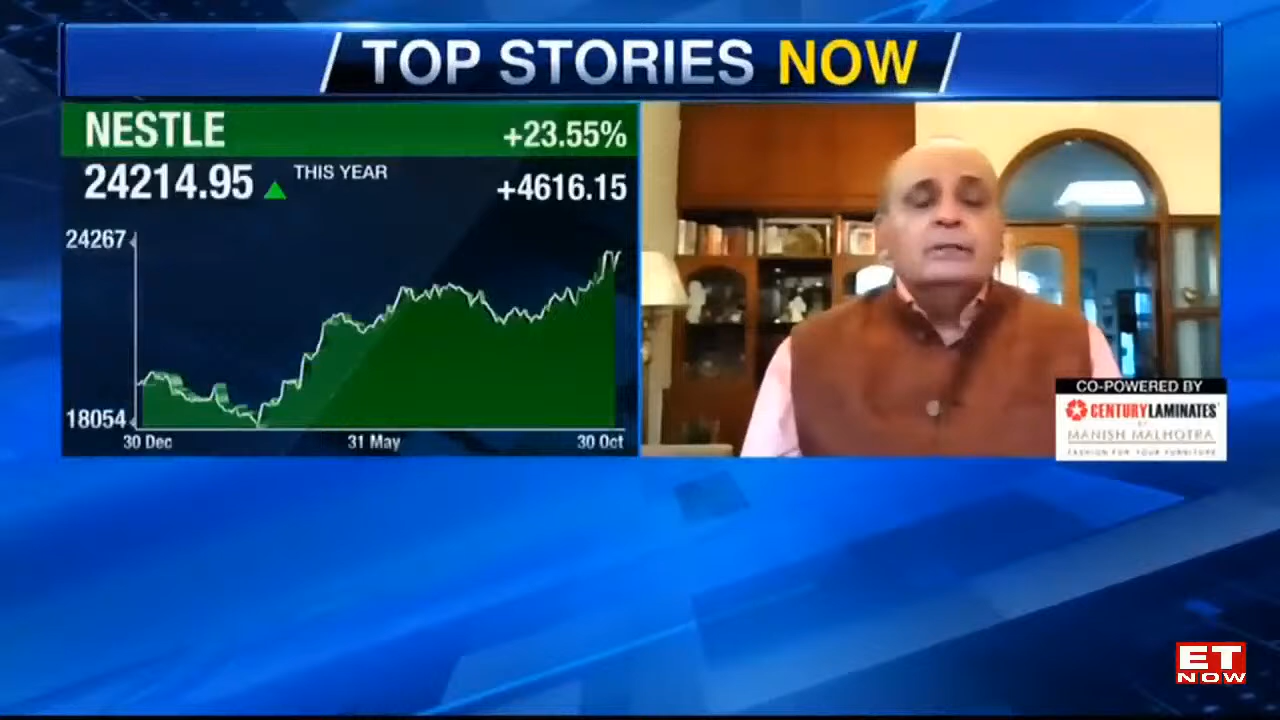 TOP STORIES NOW
NESTLE
+23.55%
24214.95
THIS YEAR
+4616.15
24267
18054
30 Dec
31 May
30 Oct
CO-POWERED BY
CENTURYLAMINATES
BY
MANISH MALHOTRA
FASHION FOR YOUR FURNITURE
ET
NOW